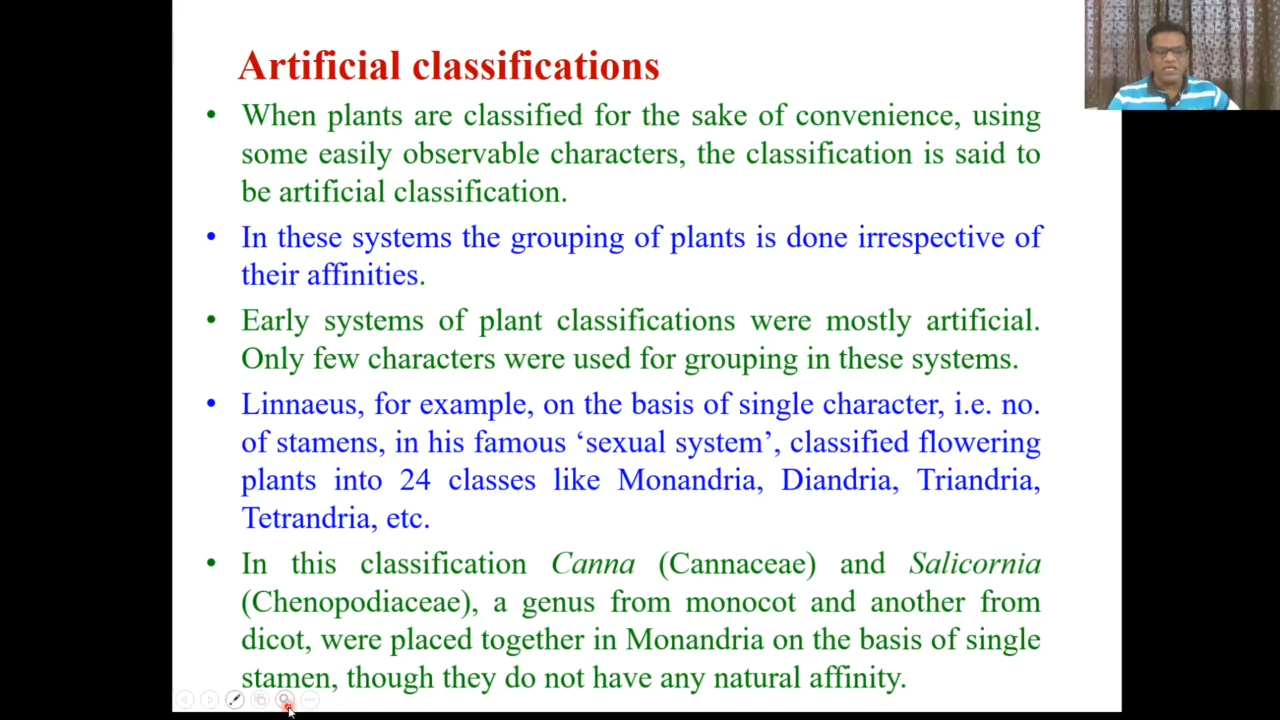 Artificial classifications
• When plants are classified for the sake of convenience, using
some easily observable characters, the classification is said to
be artificial classification.
• In these systems the grouping of plants is done irrespective of
their affinities.
• Early systems of plant classifications were mostly artificial.
Only few characters were used for grouping in these systems.
• Linnaeus, for example, on the basis of single character, i.e. no.
of stamens, in his famous ‘sexual system’, classified flowering
plants into 24 classes like Monandria, Diandria, Triandria,
Tetrandria, etc.
• In this classification Canna (Cannaceae) and Salicornia
(Chenopodiaceae), a genus from monocot and another from
dicot, were placed together in Monandria on the basis of single
stamen, though they do not have any natural affinity.